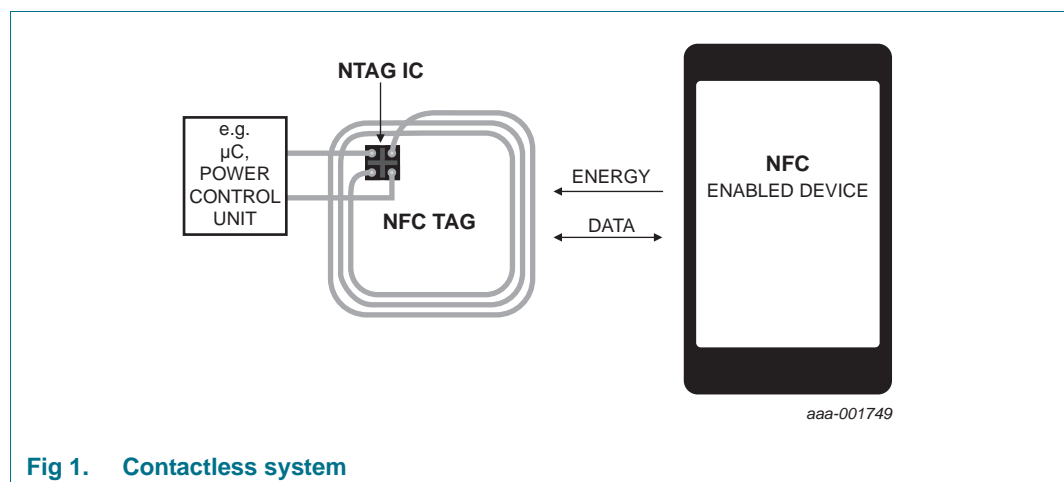 NTAG IC
e.g.
µC,
POWER
CONTROL
UNIT
NFC TAG
ENERGY
DATA
NFC
ENABLED DEVICE
aaa-001749
Fig 1. Contactless system